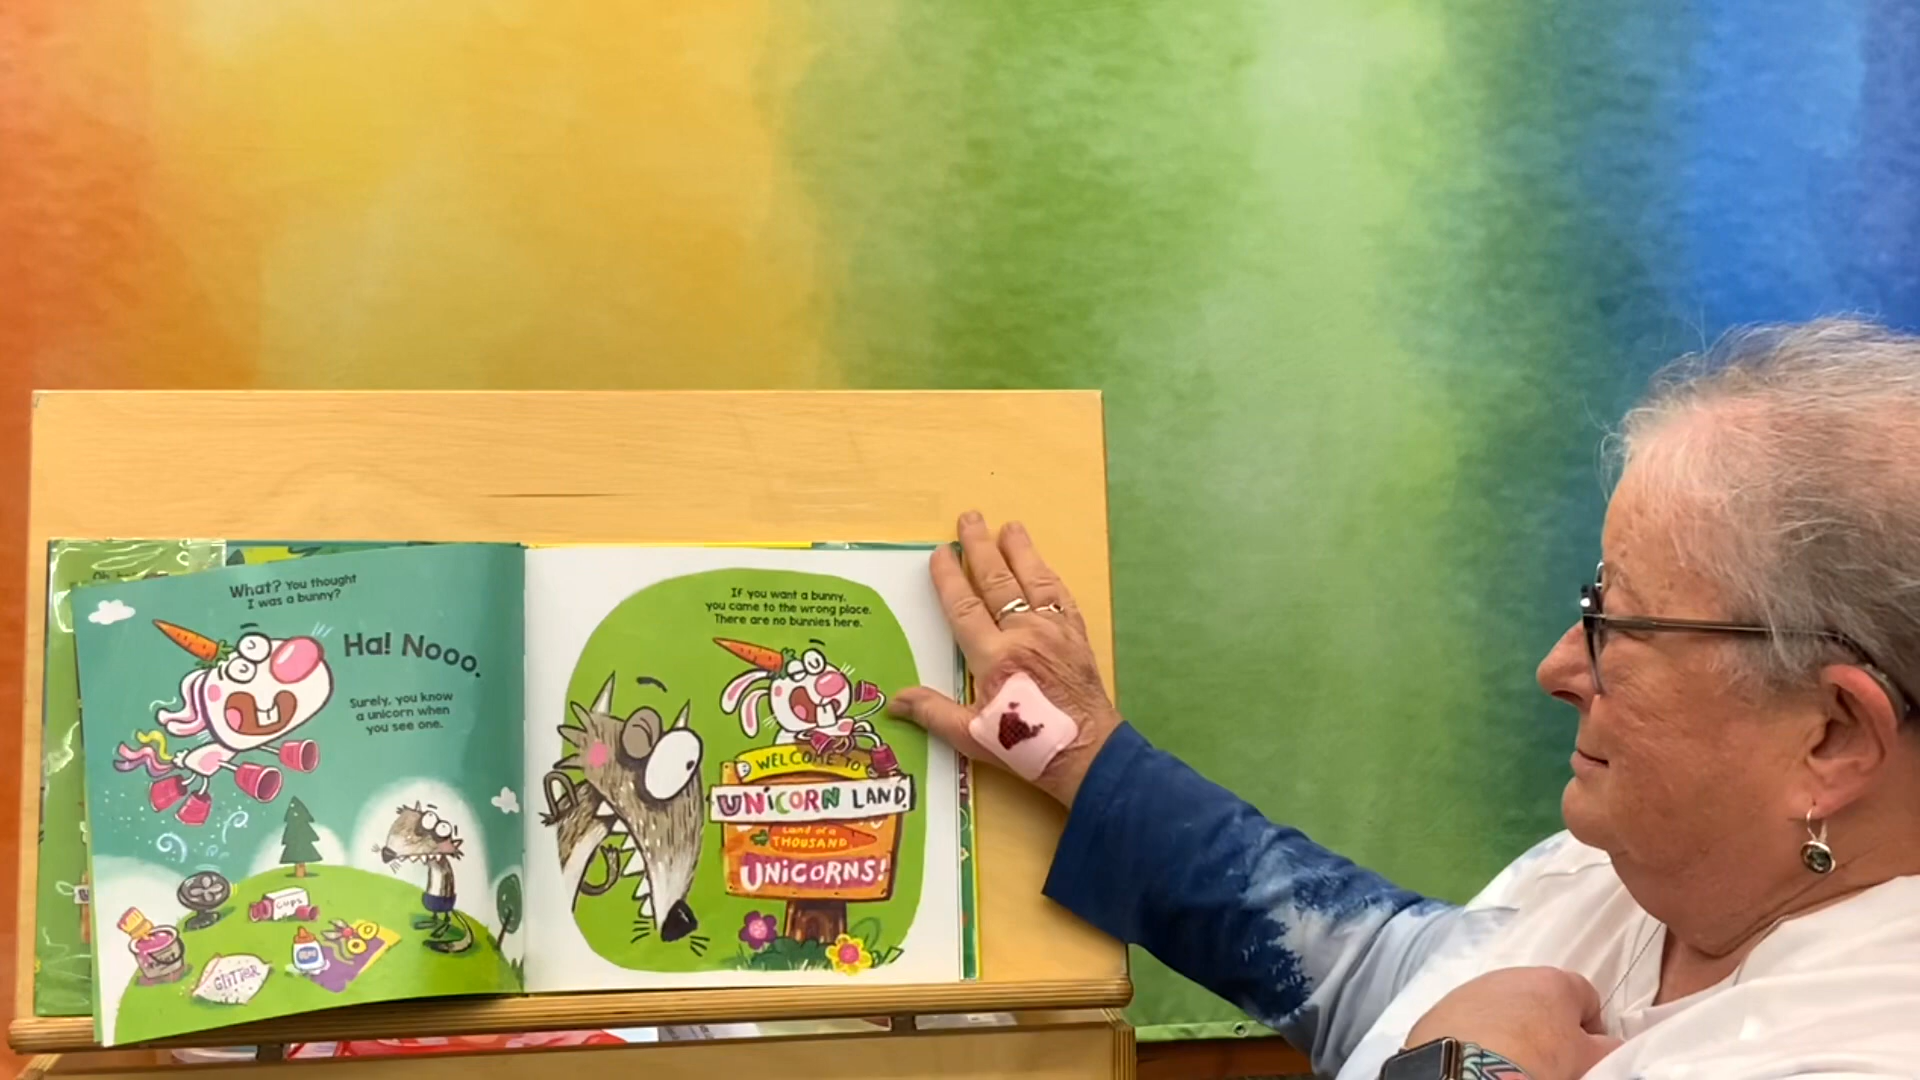 What? You thought
I was a bunny?
Ha! Nooo.
Surely, you know
a unicorn when
you see one.
CUPS
GLITTER
If you want a bunny,
you came to the wrong place.
There are no bunnies here.
WELCOME TO
UNICORN LAND
Land of a
THOUSAND
UNICORNS!